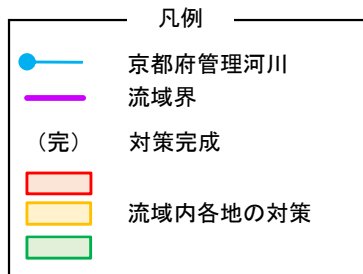 凡例
京都府管理河川
流域界
（完） 対策完成
流域内各地の対策